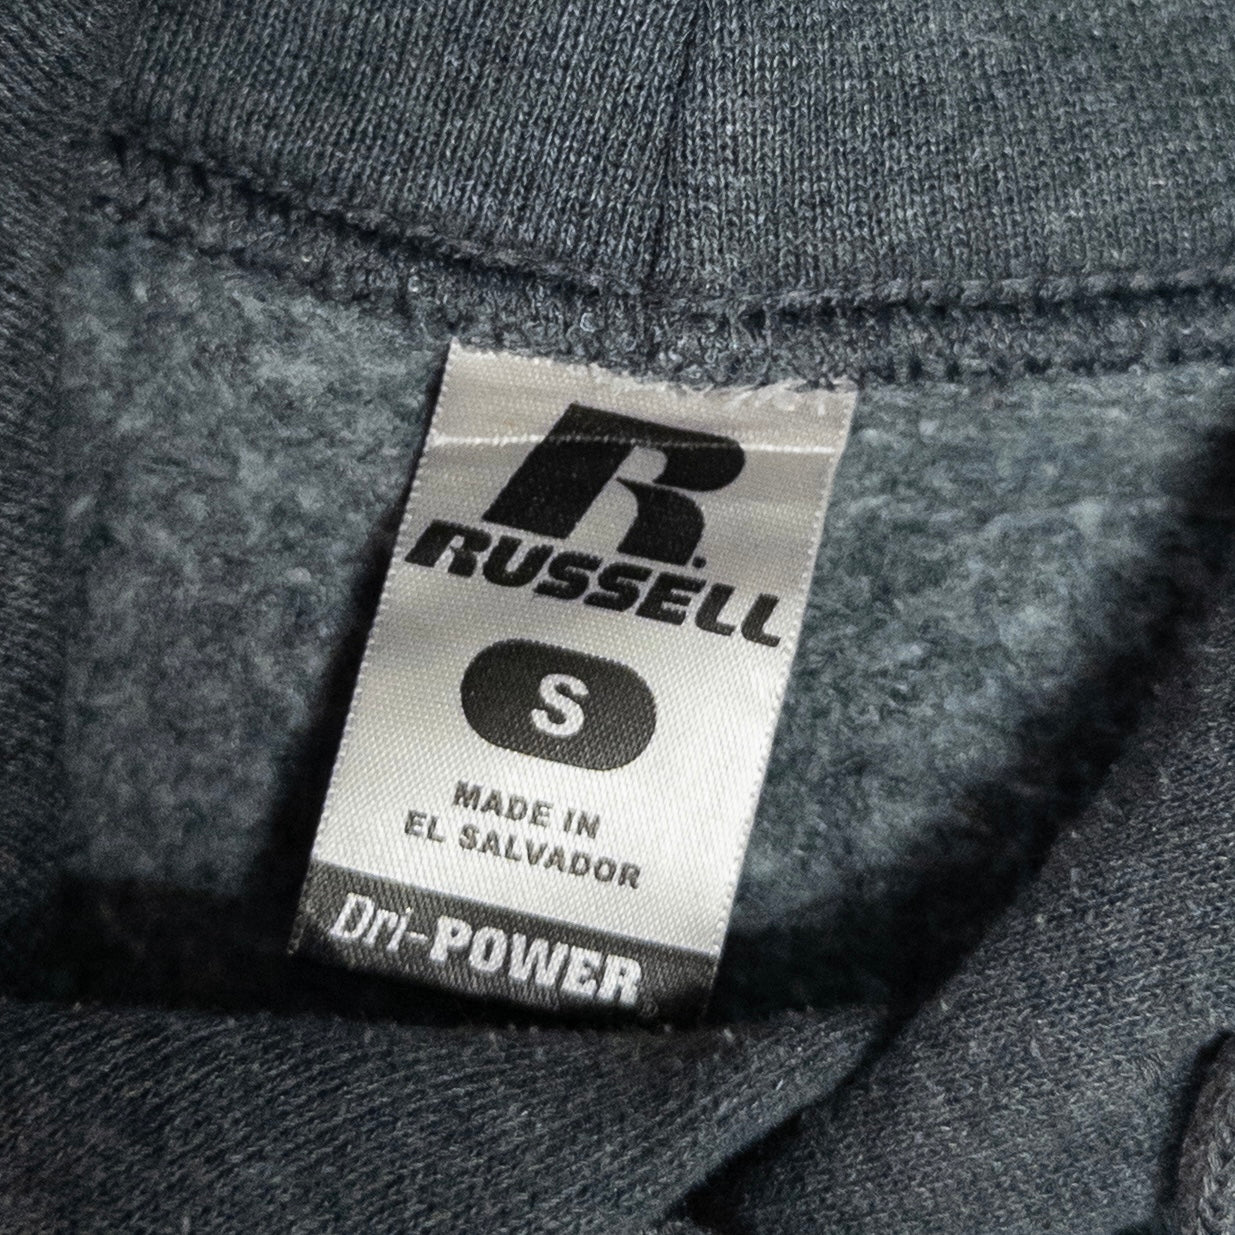 R
RUSSELL
S
MADE IN
EL SALVADOR
Dri-POWER